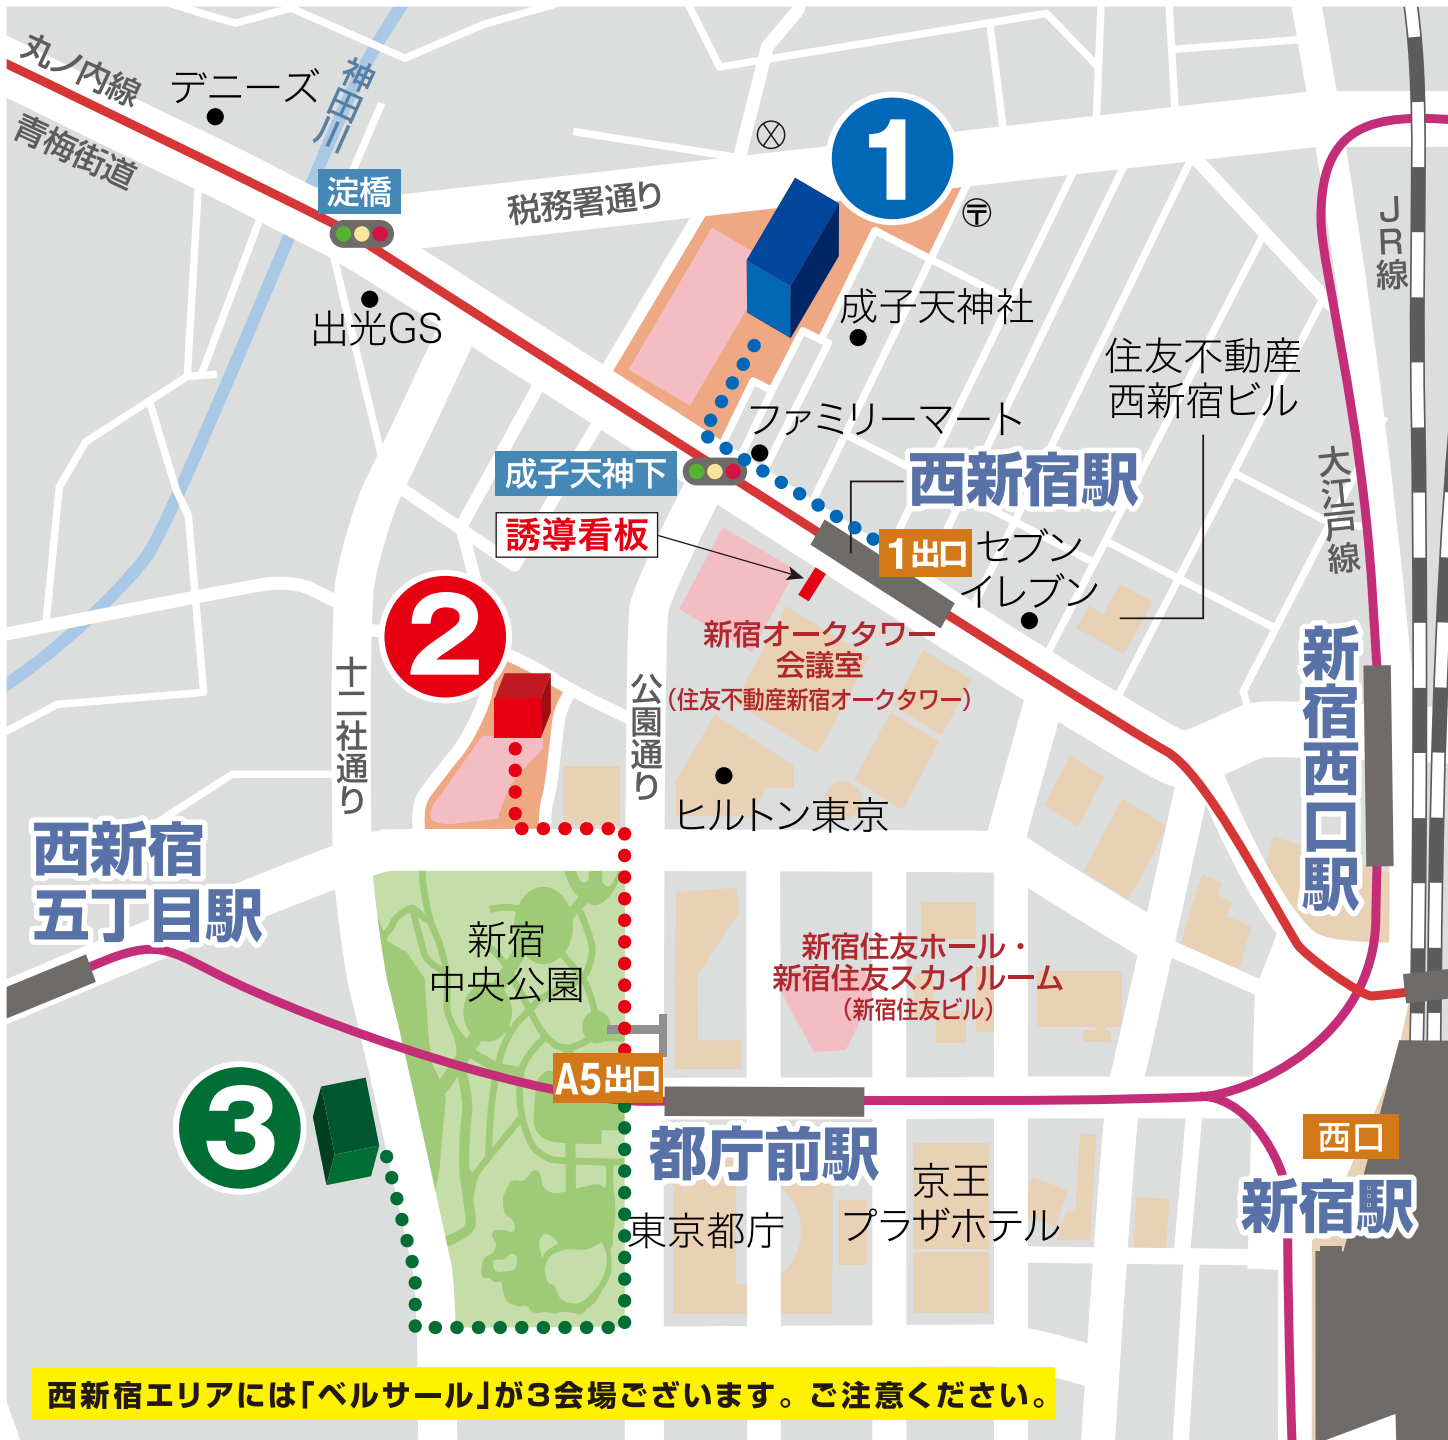 丸ノ内線
青梅街道
デニーズ
神田川
淀橋
税務署通り
1
〒
JR線
出光GS
成子天神社
住友不動産
西新宿ビル
ファミリーマート
成子天神下
西新宿駅
誘導看板
1出口
セブン
イレブン
大江戸線
2
新宿オークタワー
会議室
(住友不動産新宿オークタワー)
十二社通り
公園通り
新宿西口駅
ヒルトン東京
西新宿
五丁目駅
新宿
中央公園
新宿住友ホール・
新宿住友スカイルーム
(新宿住友ビル)
A5出口
3
都庁前駅
西口
新宿駅
東京都庁
京王
プラザホテル
西新宿エリアには「ベルサール」が3会場ございます。ご注意ください。